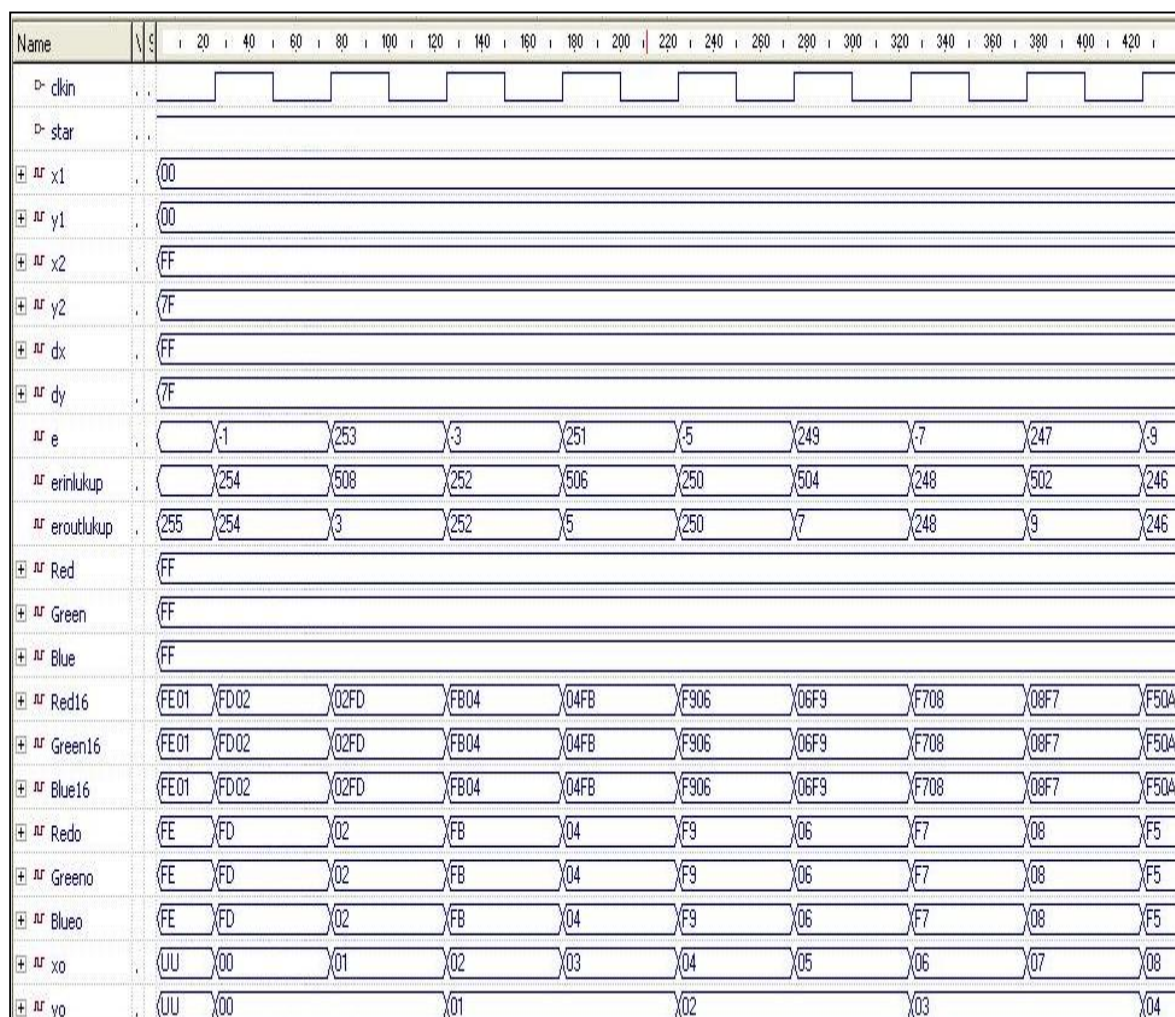 Name \ S 20 40 60 80 100 120 140 160 180 200 220 240 260 280 300 320 340 360 380 400 420
clkin
star
x1 00
y1 00
x2 FF
y2 7F
dx FF
dy 7F
e -1 253 -3 251 -5 249 -7 247 -9
erinlukup 254 508 252 506 250 504 248 502 246
eroutlukup 255 254 3 252 5 250 7 248 9 246
Red FF
Green FF
Blue FF
Red16 FE01 FD02 02FD FB04 04FB F906 06F9 F708 08F7 F50A
Green16 FE01 FD02 02FD FB04 04FB F906 06F9 F708 08F7 F50A
Blue16 FE01 FD02 02FD FB04 04FB F906 06F9 F708 08F7 F50A
Redo FE FD 02 FB 04 F9 06 F7 08 F5
Greeno FE FD 02 FB 04 F9 06 F7 08 F5
Blueo FE FD 02 FB 04 F9 06 F7 08 F5
xo UU 00 01 02 03 04 05 06 07 08
yo UU 00 01 02 03 04